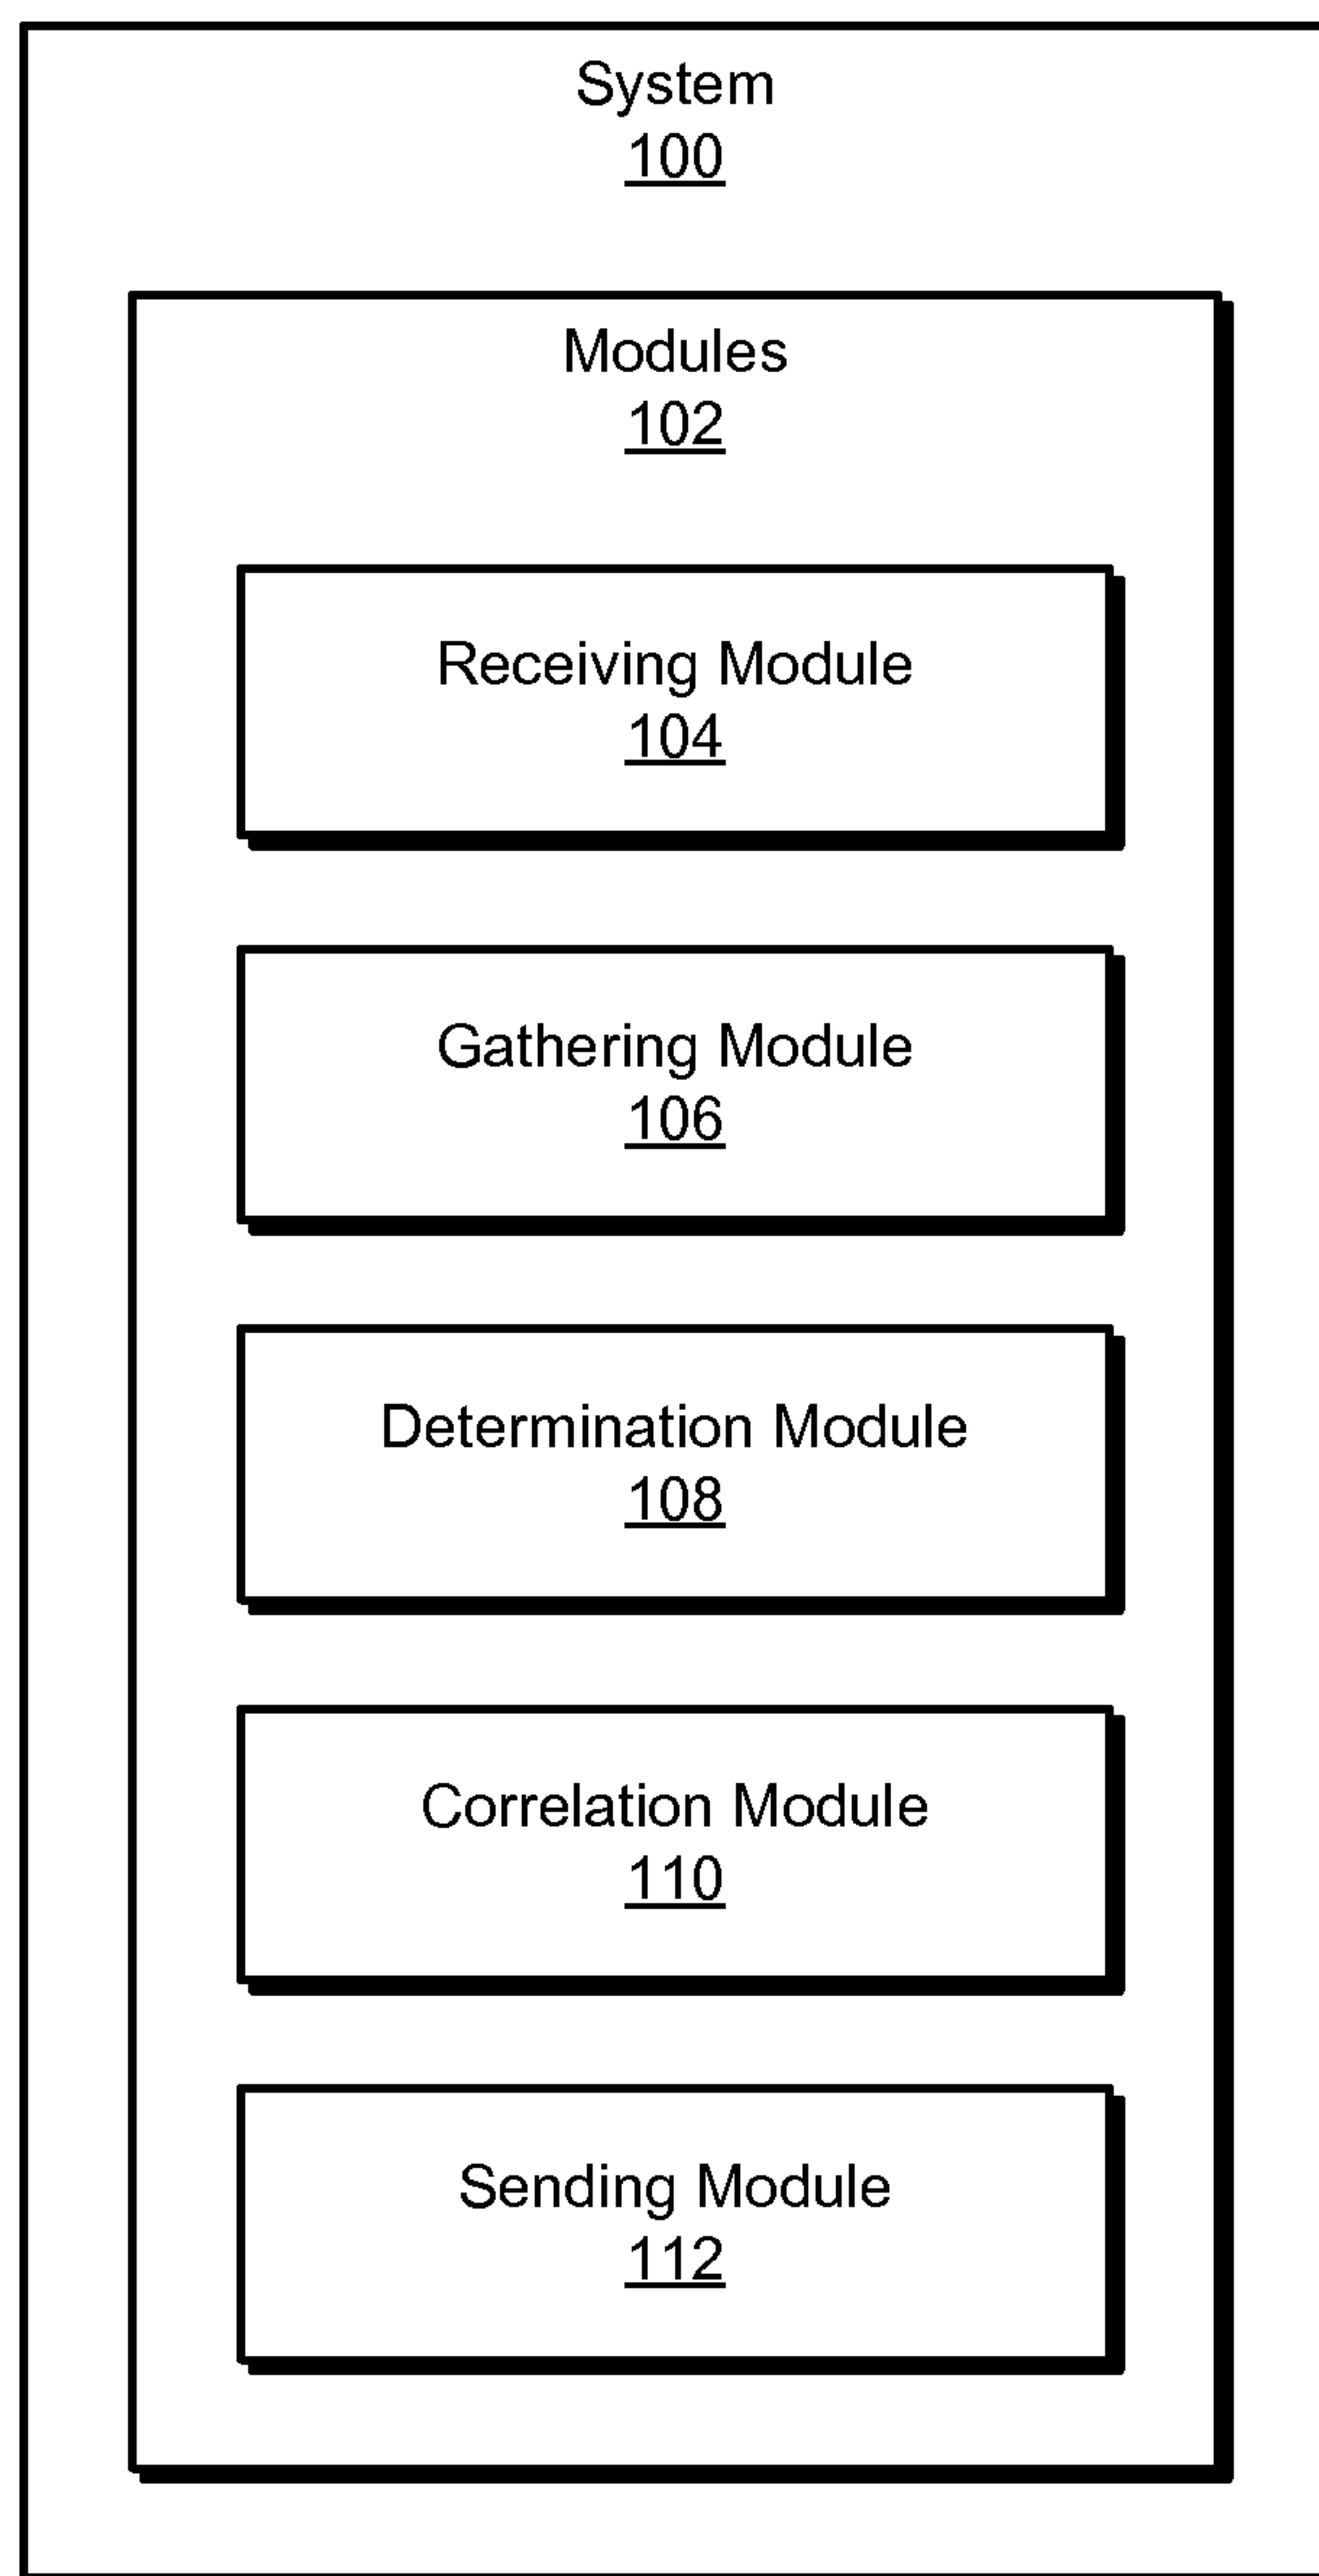 System
100
Modules
102
Receiving Module
104
Gathering Module
106
Determination Module
108
Correlation Module
110
Sending Module
112